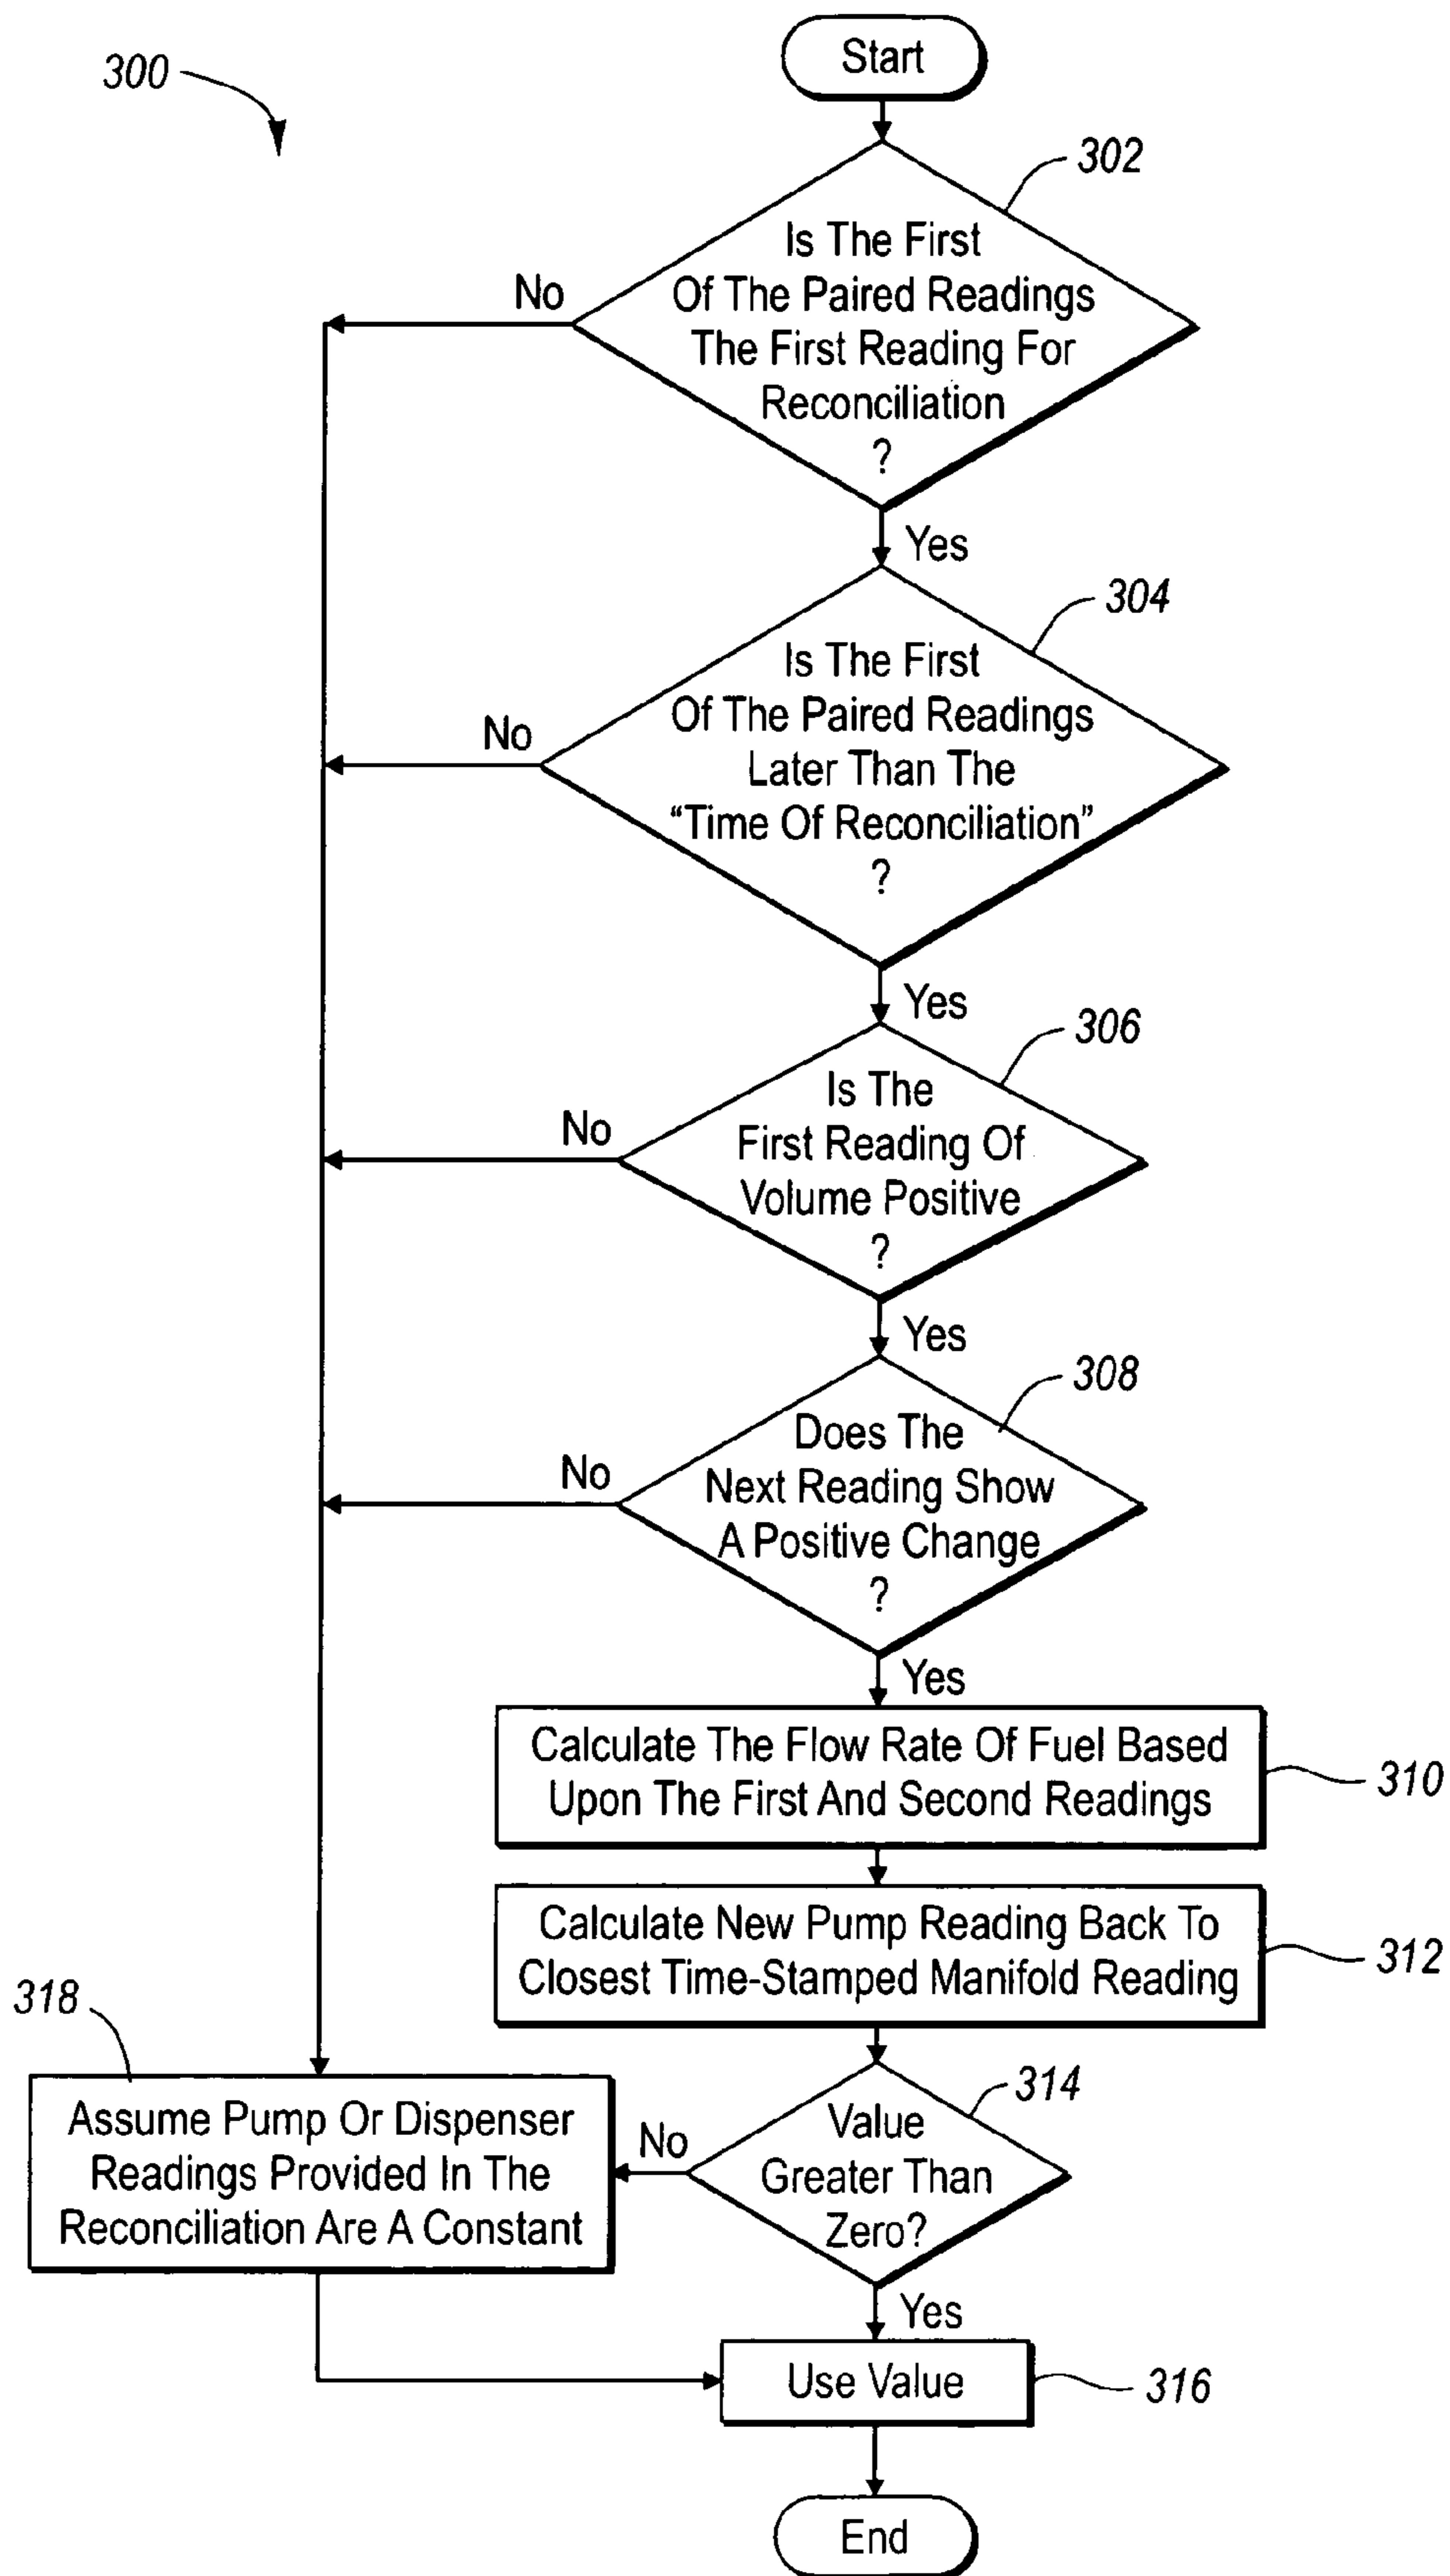 Start
300
302
Is The First
Of The Paired Readings
The First Reading For
Reconciliation
?
No
Yes
304
Is The First
Of The Paired Readings
Later Than The
“Time Of Reconciliation”
?
No
Yes
306
Is The
First Reading Of
Volume Positive
?
No
Yes
308
Does The
Next Reading Show
A Positive Change
?
No
Yes
Calculate The Flow Rate Of Fuel Based
Upon The First And Second Readings
310
Calculate New Pump Reading Back To
Closest Time-Stamped Manifold Reading
312
318
Assume Pump Or Dispenser
Readings Provided In The
Reconciliation Are A Constant
314
Value
Greater Than
Zero?
No
Yes
Use Value
316
End